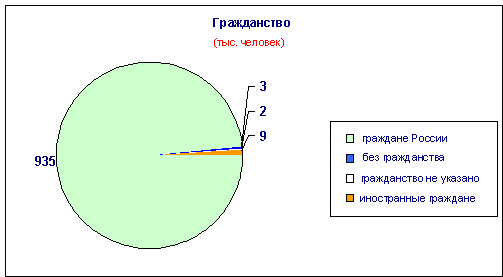 Гражданство
(тыс. человек)
3
2
9
935
граждане России
без гражданства
гражданство не указано
иностранные граждане